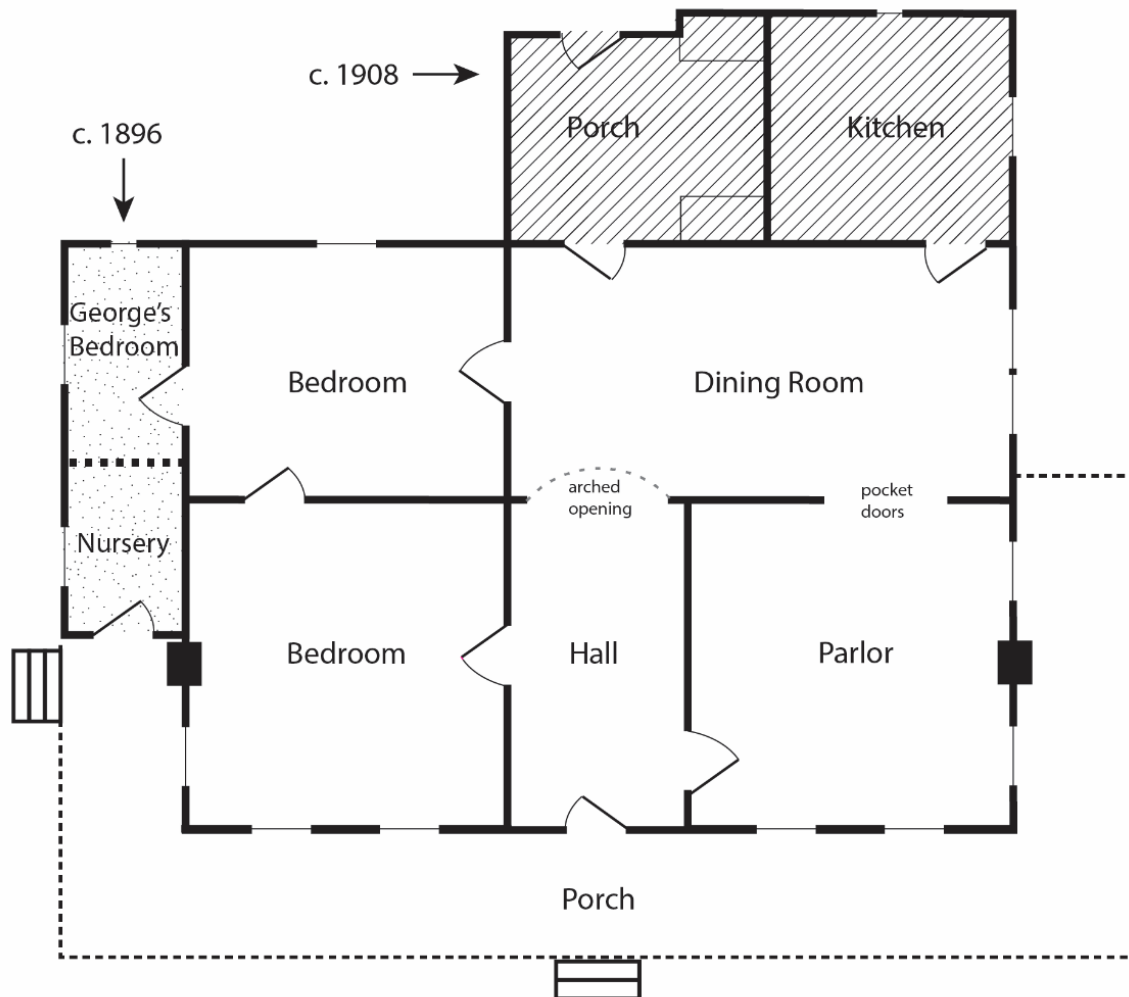 c. 1908
c. 1896
Porch
Kitchen
George's
Bedroom
Bedroom
Dining Room
arched
opening
pocket
doors
Nursery
Bedroom
Hall
Parlor
Porch